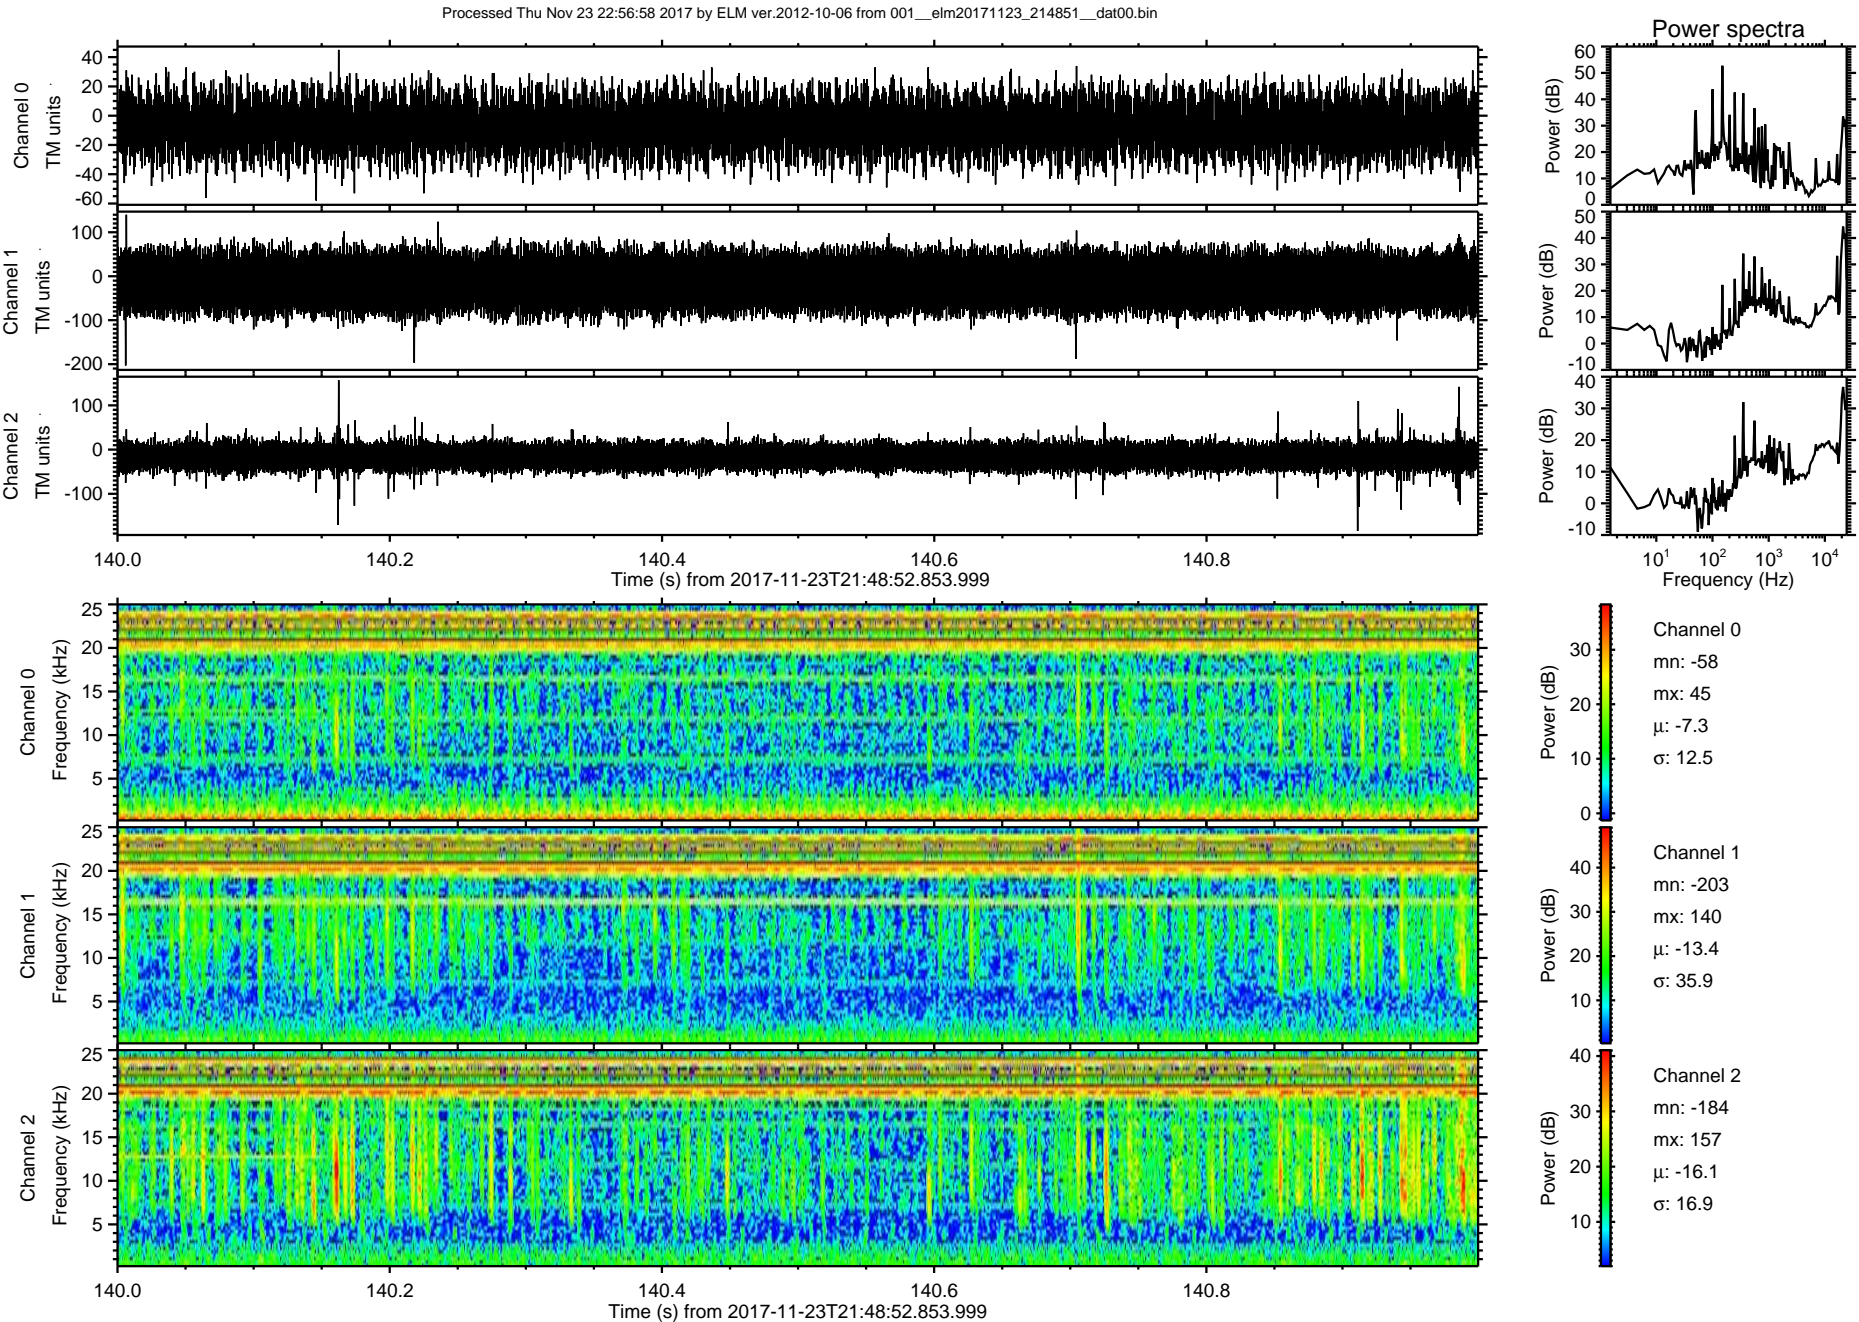 Processed Thu Nov 23 22:56:58 2017 by ELM ver.2012-10-06 from 001__elm20171123_214851__dat00.bin
Power spectra
Channel 0
TM units
40
20
0
-20
-40
-60
Power (dB)
60
50
40
30
20
10
0
Channel 1
TM units
100
0
-100
-200
Power (dB)
50
40
30
20
10
0
-10
Channel 2
TM units
100
0
-100
Power (dB)
40
30
20
10
0
-10
140.0 140.2 140.4 140.6 140.8
Time (s) from 2017-11-23T21:48:52.853.999
10¹ 10² 10³ 10⁴
Frequency (Hz)
Channel 0
Frequency (kHz)
25
20
15
10
5
Power (dB)
30
20
10
0
Channel 0
mn: -58
mx: 45
μ: -7.3
σ: 12.5
Channel 1
Frequency (kHz)
25
20
15
10
5
Power (dB)
40
30
20
10
Channel 1
mn: -203
mx: 140
μ: -13.4
σ: 35.9
Channel 2
Frequency (kHz)
25
20
15
10
5
Power (dB)
40
30
20
10
Channel 2
mn: -184
mx: 157
μ: -16.1
σ: 16.9
140.0 140.2 140.4 140.6 140.8
Time (s) from 2017-11-23T21:48:52.853.999